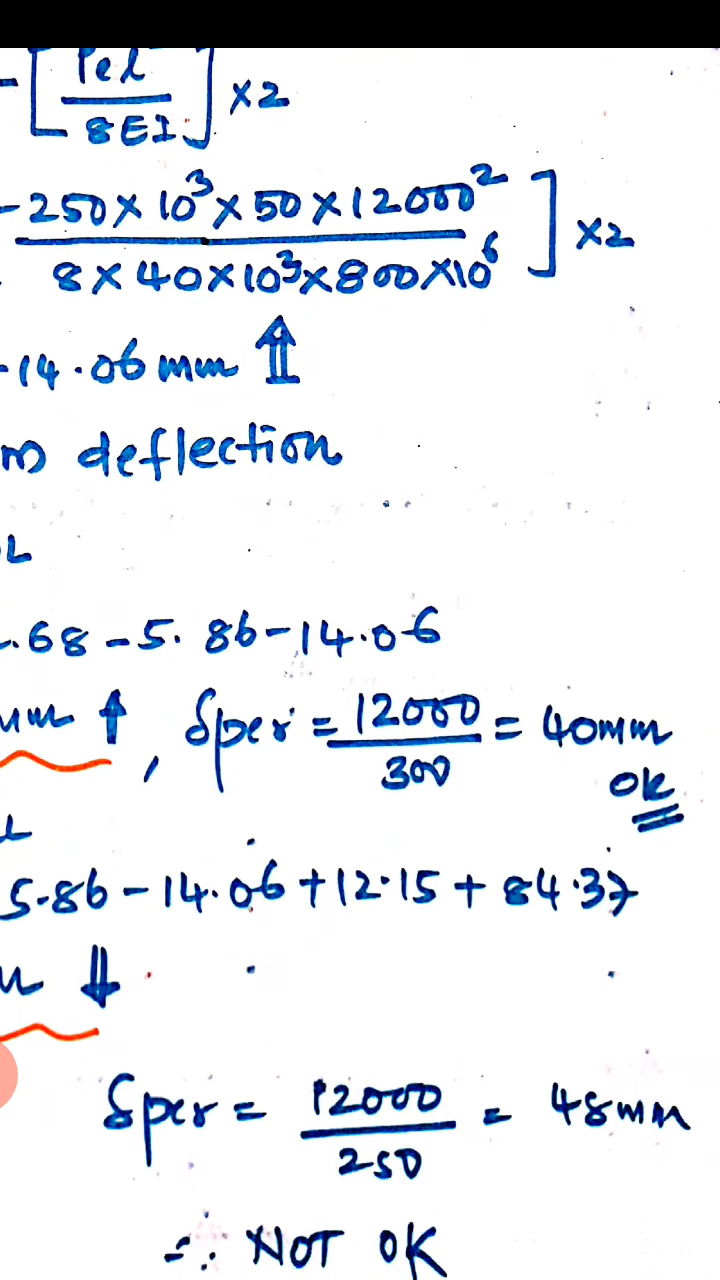 -[Pel²
8EI] ×2
-250×10³×50×12000²
8×40×10³×800×10⁶ ] ×2
-14.06 mm ⇑
m deflection
L
.68 - 5.86 - 14.06
mm ↑, δper = 12000/300 = 40mm
OK
L
5.86 - 14.06 + 12.15 + 84.37
⇓
δper = 12000/250 = 48mm
∴ NOT OK